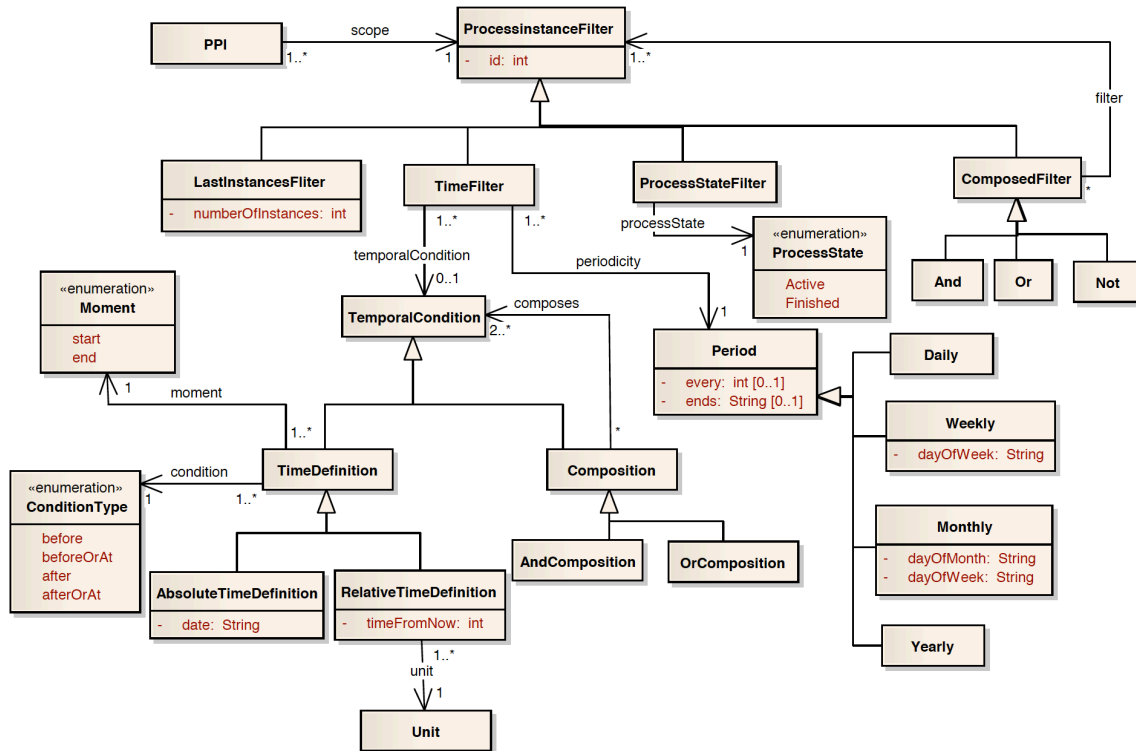 PPI
scope
1..*
1
ProcessinstanceFilter
- id: int
1..*
filter
LastInstancesFliter
- numberOfInstances: int
TimeFilter
1..*
1..*
ProcessStateFilter
ComposedFilter
*
processState
1
«enumeration»
ProcessState
Active
Finished
And
Or
Not
temporalCondition
0..1
periodicity
1
«enumeration»
Moment
start
end
1
moment
1..*
TemporalCondition
composes
2..*
*
Period
- every: int [0..1]
- ends: String [0..1]
Daily
Weekly
- dayOfWeek: String
Monthly
- dayOfMonth: String
- dayOfWeek: String
Yearly
TimeDefinition
Composition
condition
1
1..*
«enumeration»
ConditionType
before
beforeOrAt
after
afterOrAt
AndComposition
OrComposition
AbsoluteTimeDefinition
- date: String
RelativeTimeDefinition
- timeFromNow: int
1..*
unit
1
Unit